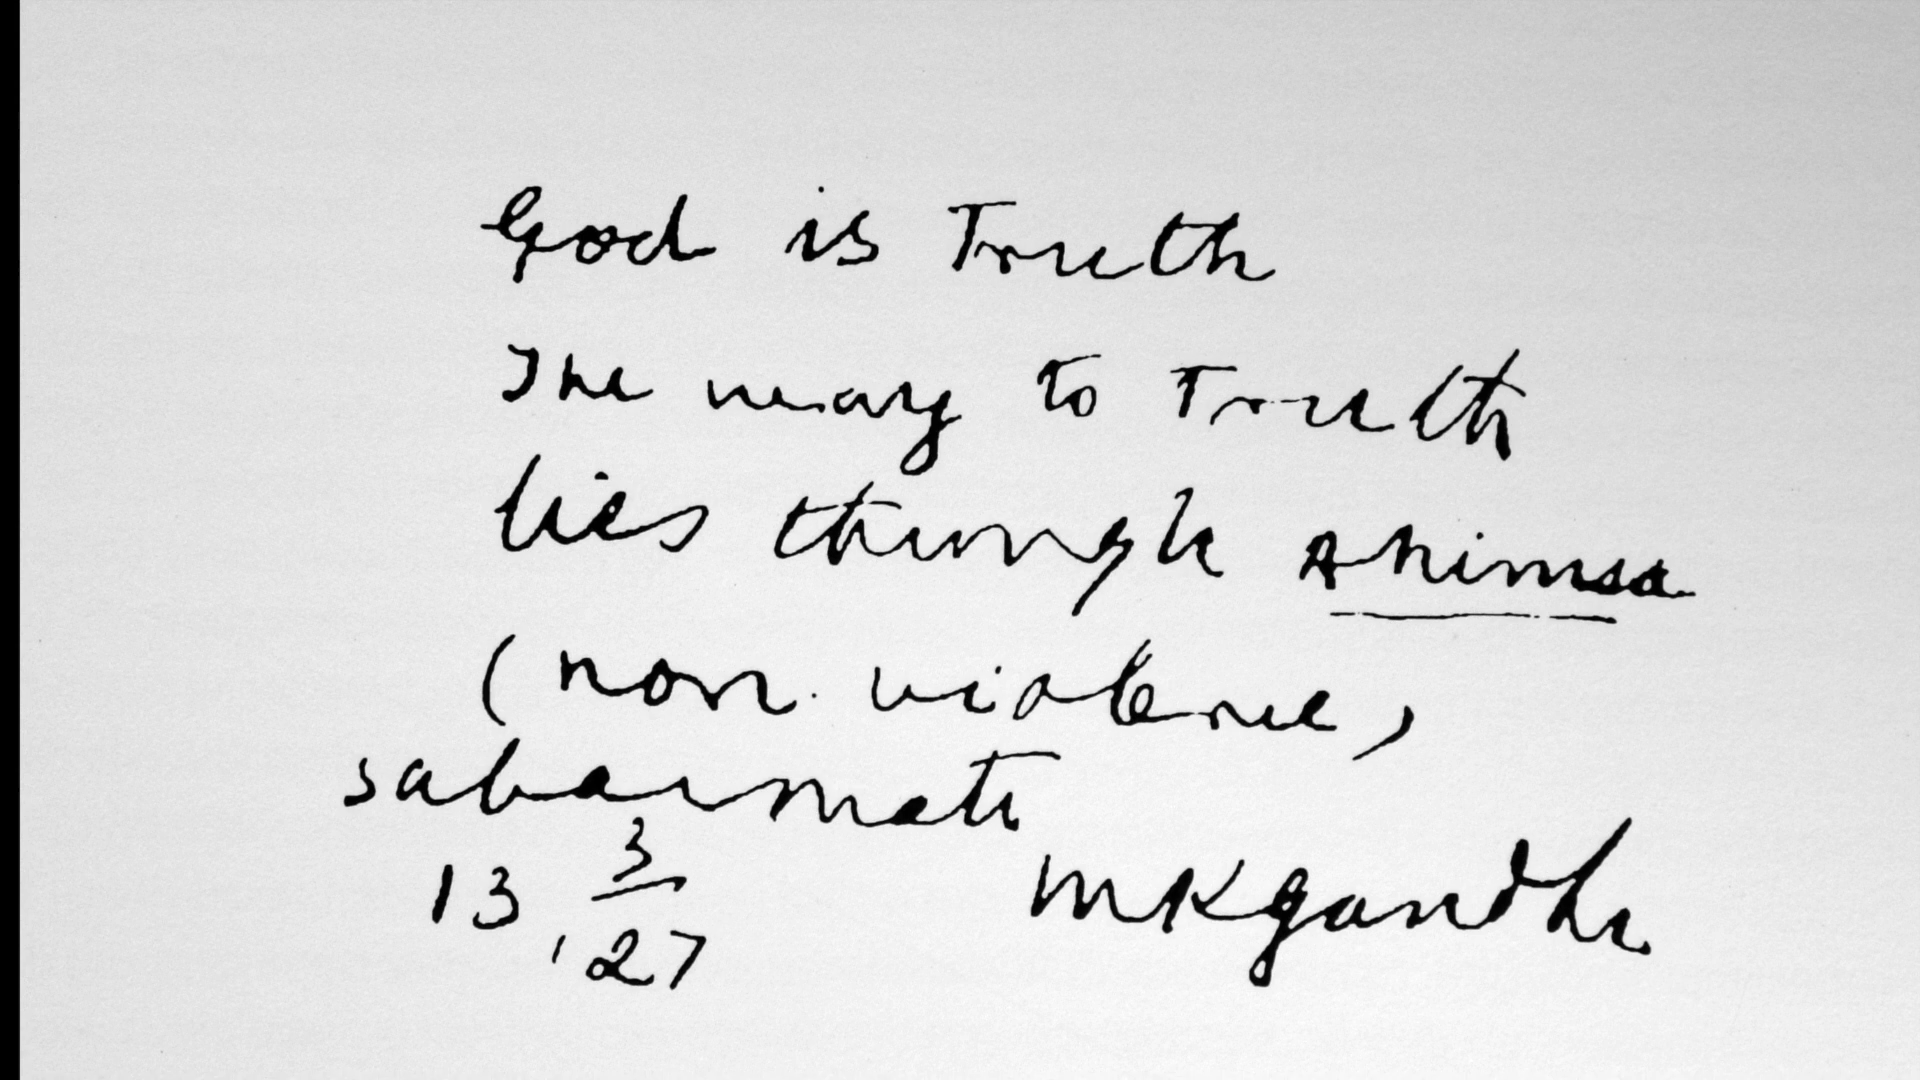 God is Truth
The way to Truth
lies through Ahimsa
(non-violence)
Sabarmati
13 3/'27
MKGandhi